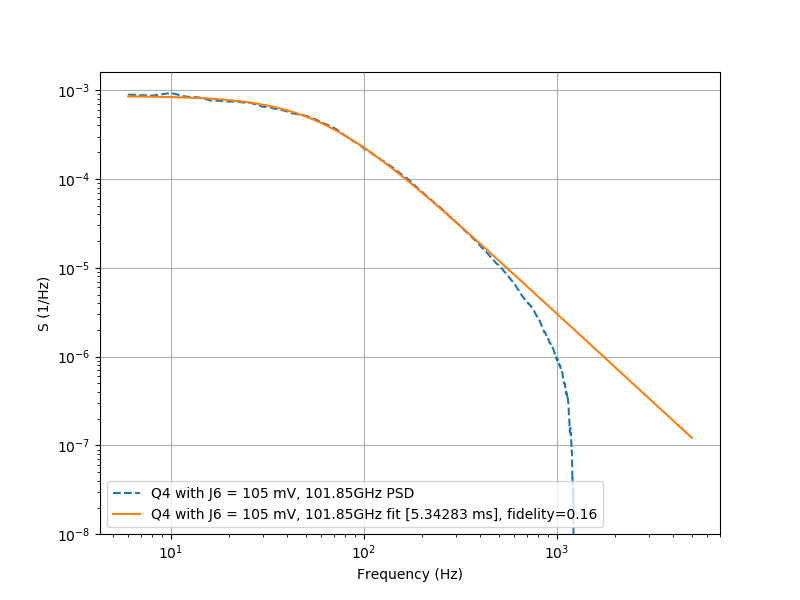 10⁻³
10⁻⁴
10⁻⁵
10⁻⁶
10⁻⁷
10⁻⁸
S (1/Hz)
Q4 with J6 = 105 mV, 101.85GHz PSD
Q4 with J6 = 105 mV, 101.85GHz fit [5.34283 ms], fidelity=0.16
10¹ 10² 10³
Frequency (Hz)